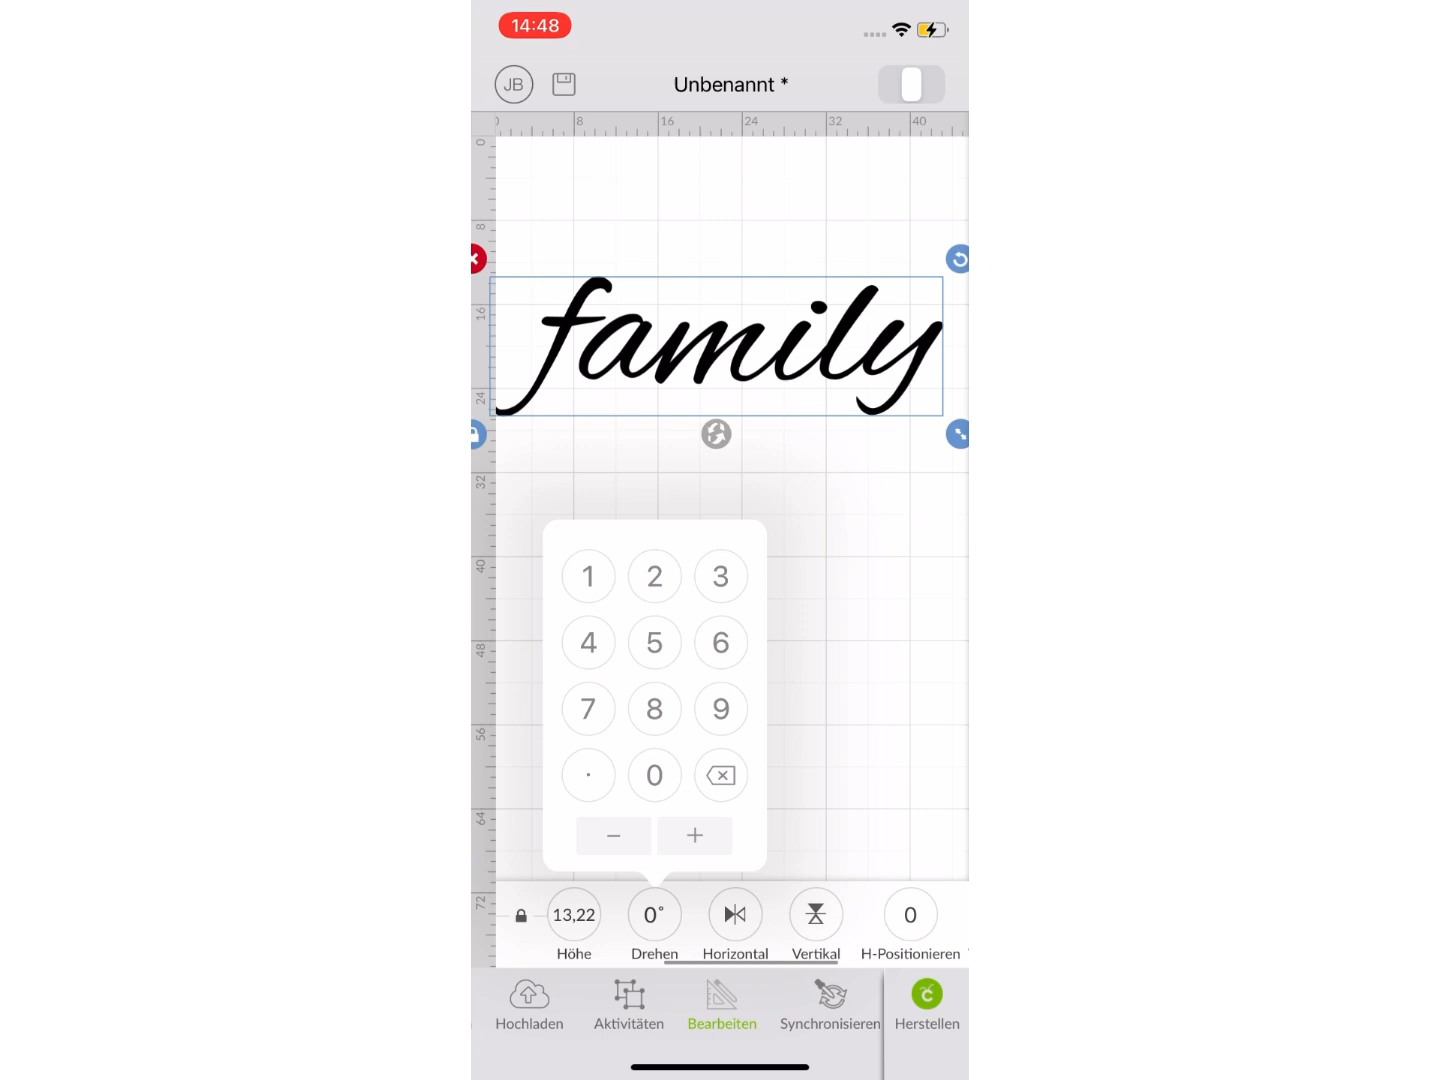 14:48
JB
Unbenannt *
0 8 16 24 32 40
0
8
16
24
32
40
48
56
64
72
family
1 2 3
4 5 6
7 8 9
. 0
− +
13,22 0° 0
Höhe Drehen Horizontal Vertikal H-Positionieren
Hochladen Aktivitäten Bearbeiten Synchronisieren Herstellen